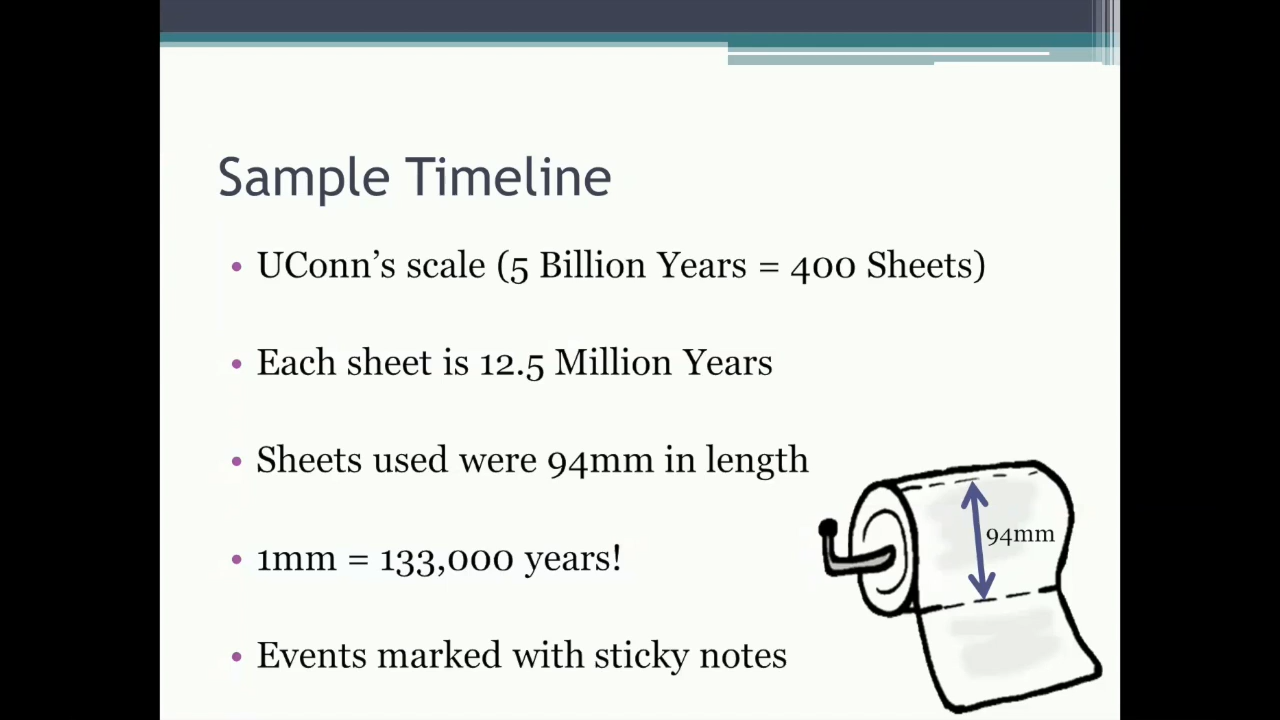 Sample Timeline
• UConn's scale (5 Billion Years = 400 Sheets)
• Each sheet is 12.5 Million Years
• Sheets used were 94mm in length
94mm
• 1mm = 133,000 years!
• Events marked with sticky notes